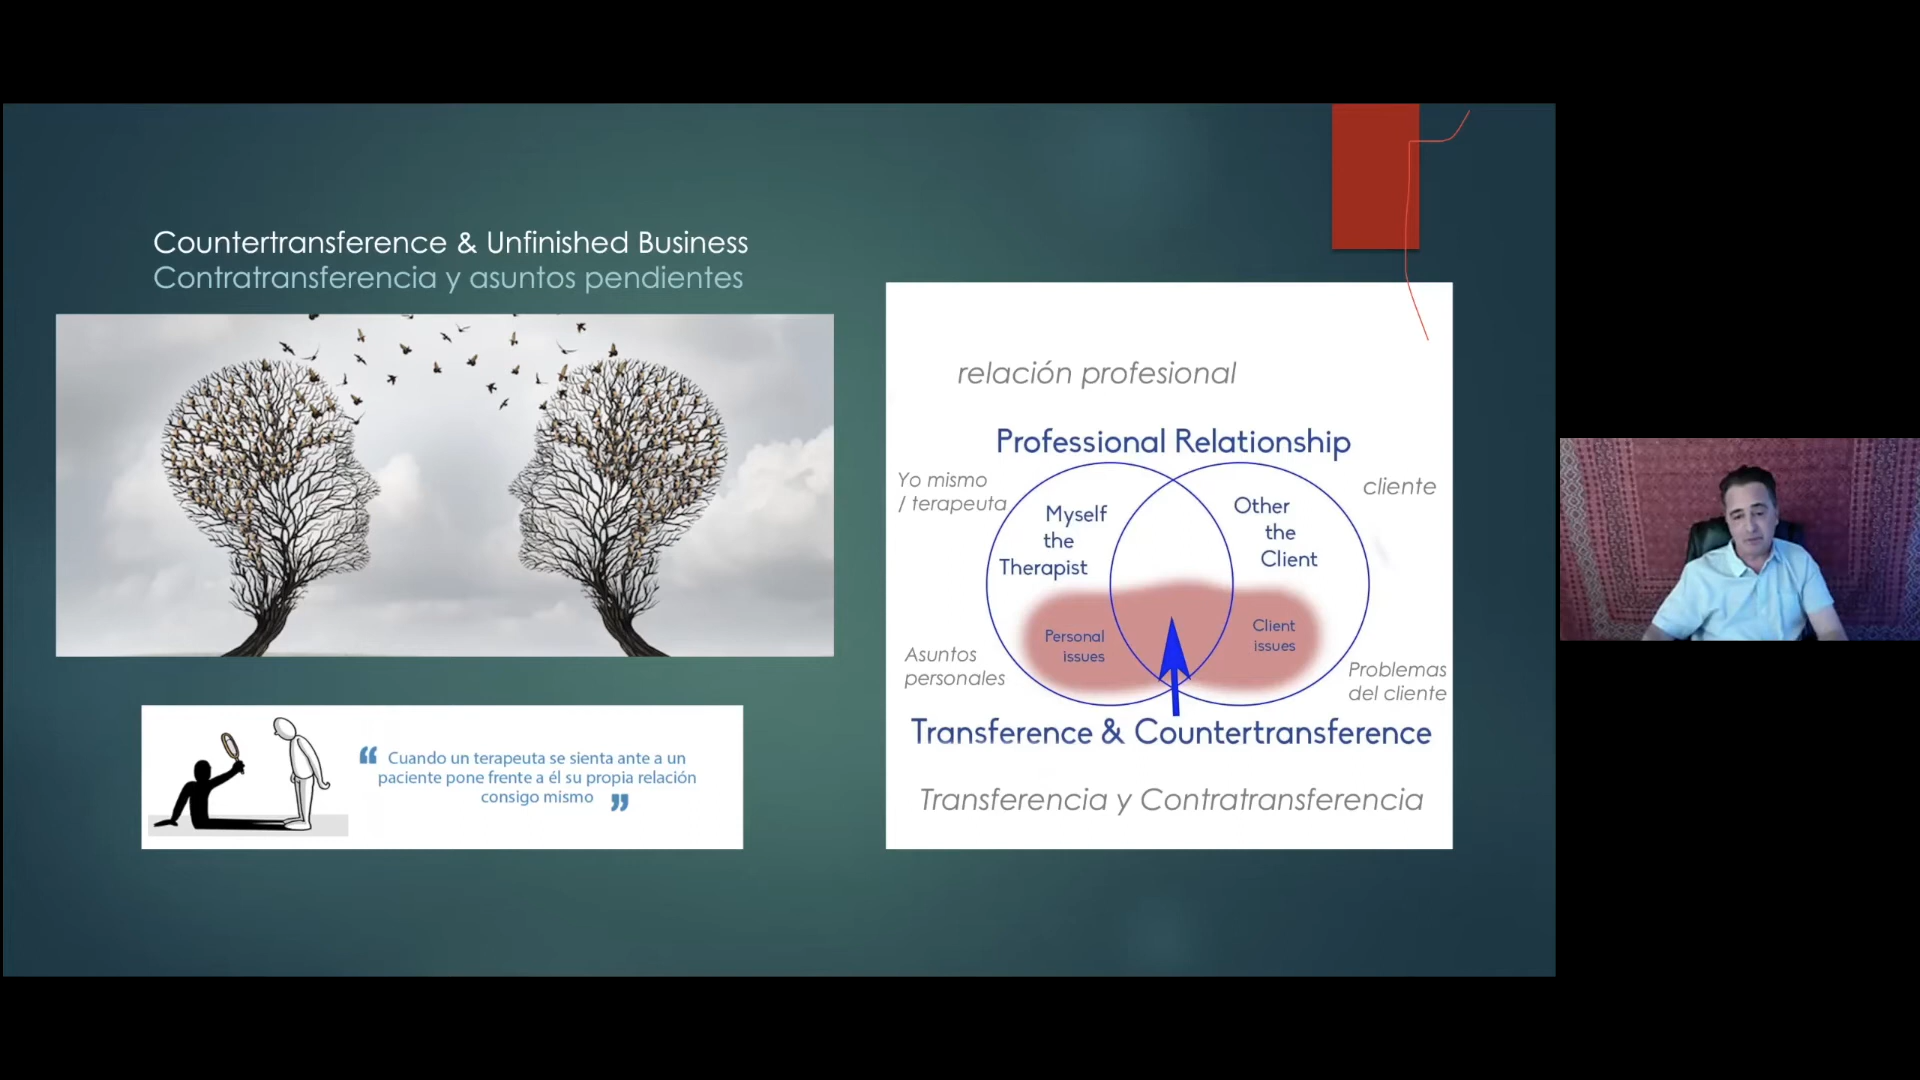 Countertransference & Unfinished Business
Contratransferencia y asuntos pendientes
“ Cuando un terapeuta se sienta ante a un
paciente pone frente a él su propia relación
consigo mismo ”
relación profesional
Professional Relationship
Yo mismo
/ terapeuta
Myself
the
Therapist
Other
the
Client
cliente
Personal
issues
Client
issues
Asuntos
personales
Problemas
del cliente
Transference & Countertransference
Transferencia y Contratransferencia